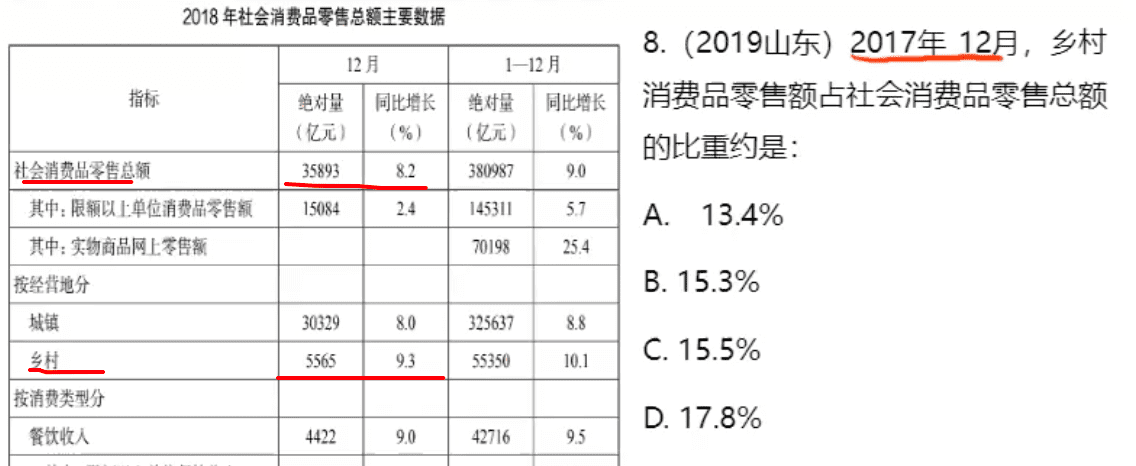 2018 年社会消费品零售总额主要数据
指标 12 月 1—12 月
绝对量（亿元） 同比增长（%） 绝对量（亿元） 同比增长（%）
社会消费品零售总额 35893 8.2 380987 9.0
其中：限额以上单位消费品零售额 15084 2.4 145311 5.7
其中：实物商品网上零售额 70198 25.4
按经营地分
城镇 30329 8.0 325637 8.8
乡村 5565 9.3 55350 10.1
按消费类型分
餐饮收入 4422 9.0 42716 9.5
8.（2019山东）2017年 12月，乡村
消费品零售额占社会消费品零售总额
的比重约是：
A. 13.4%
B. 15.3%
C. 15.5%
D. 17.8%